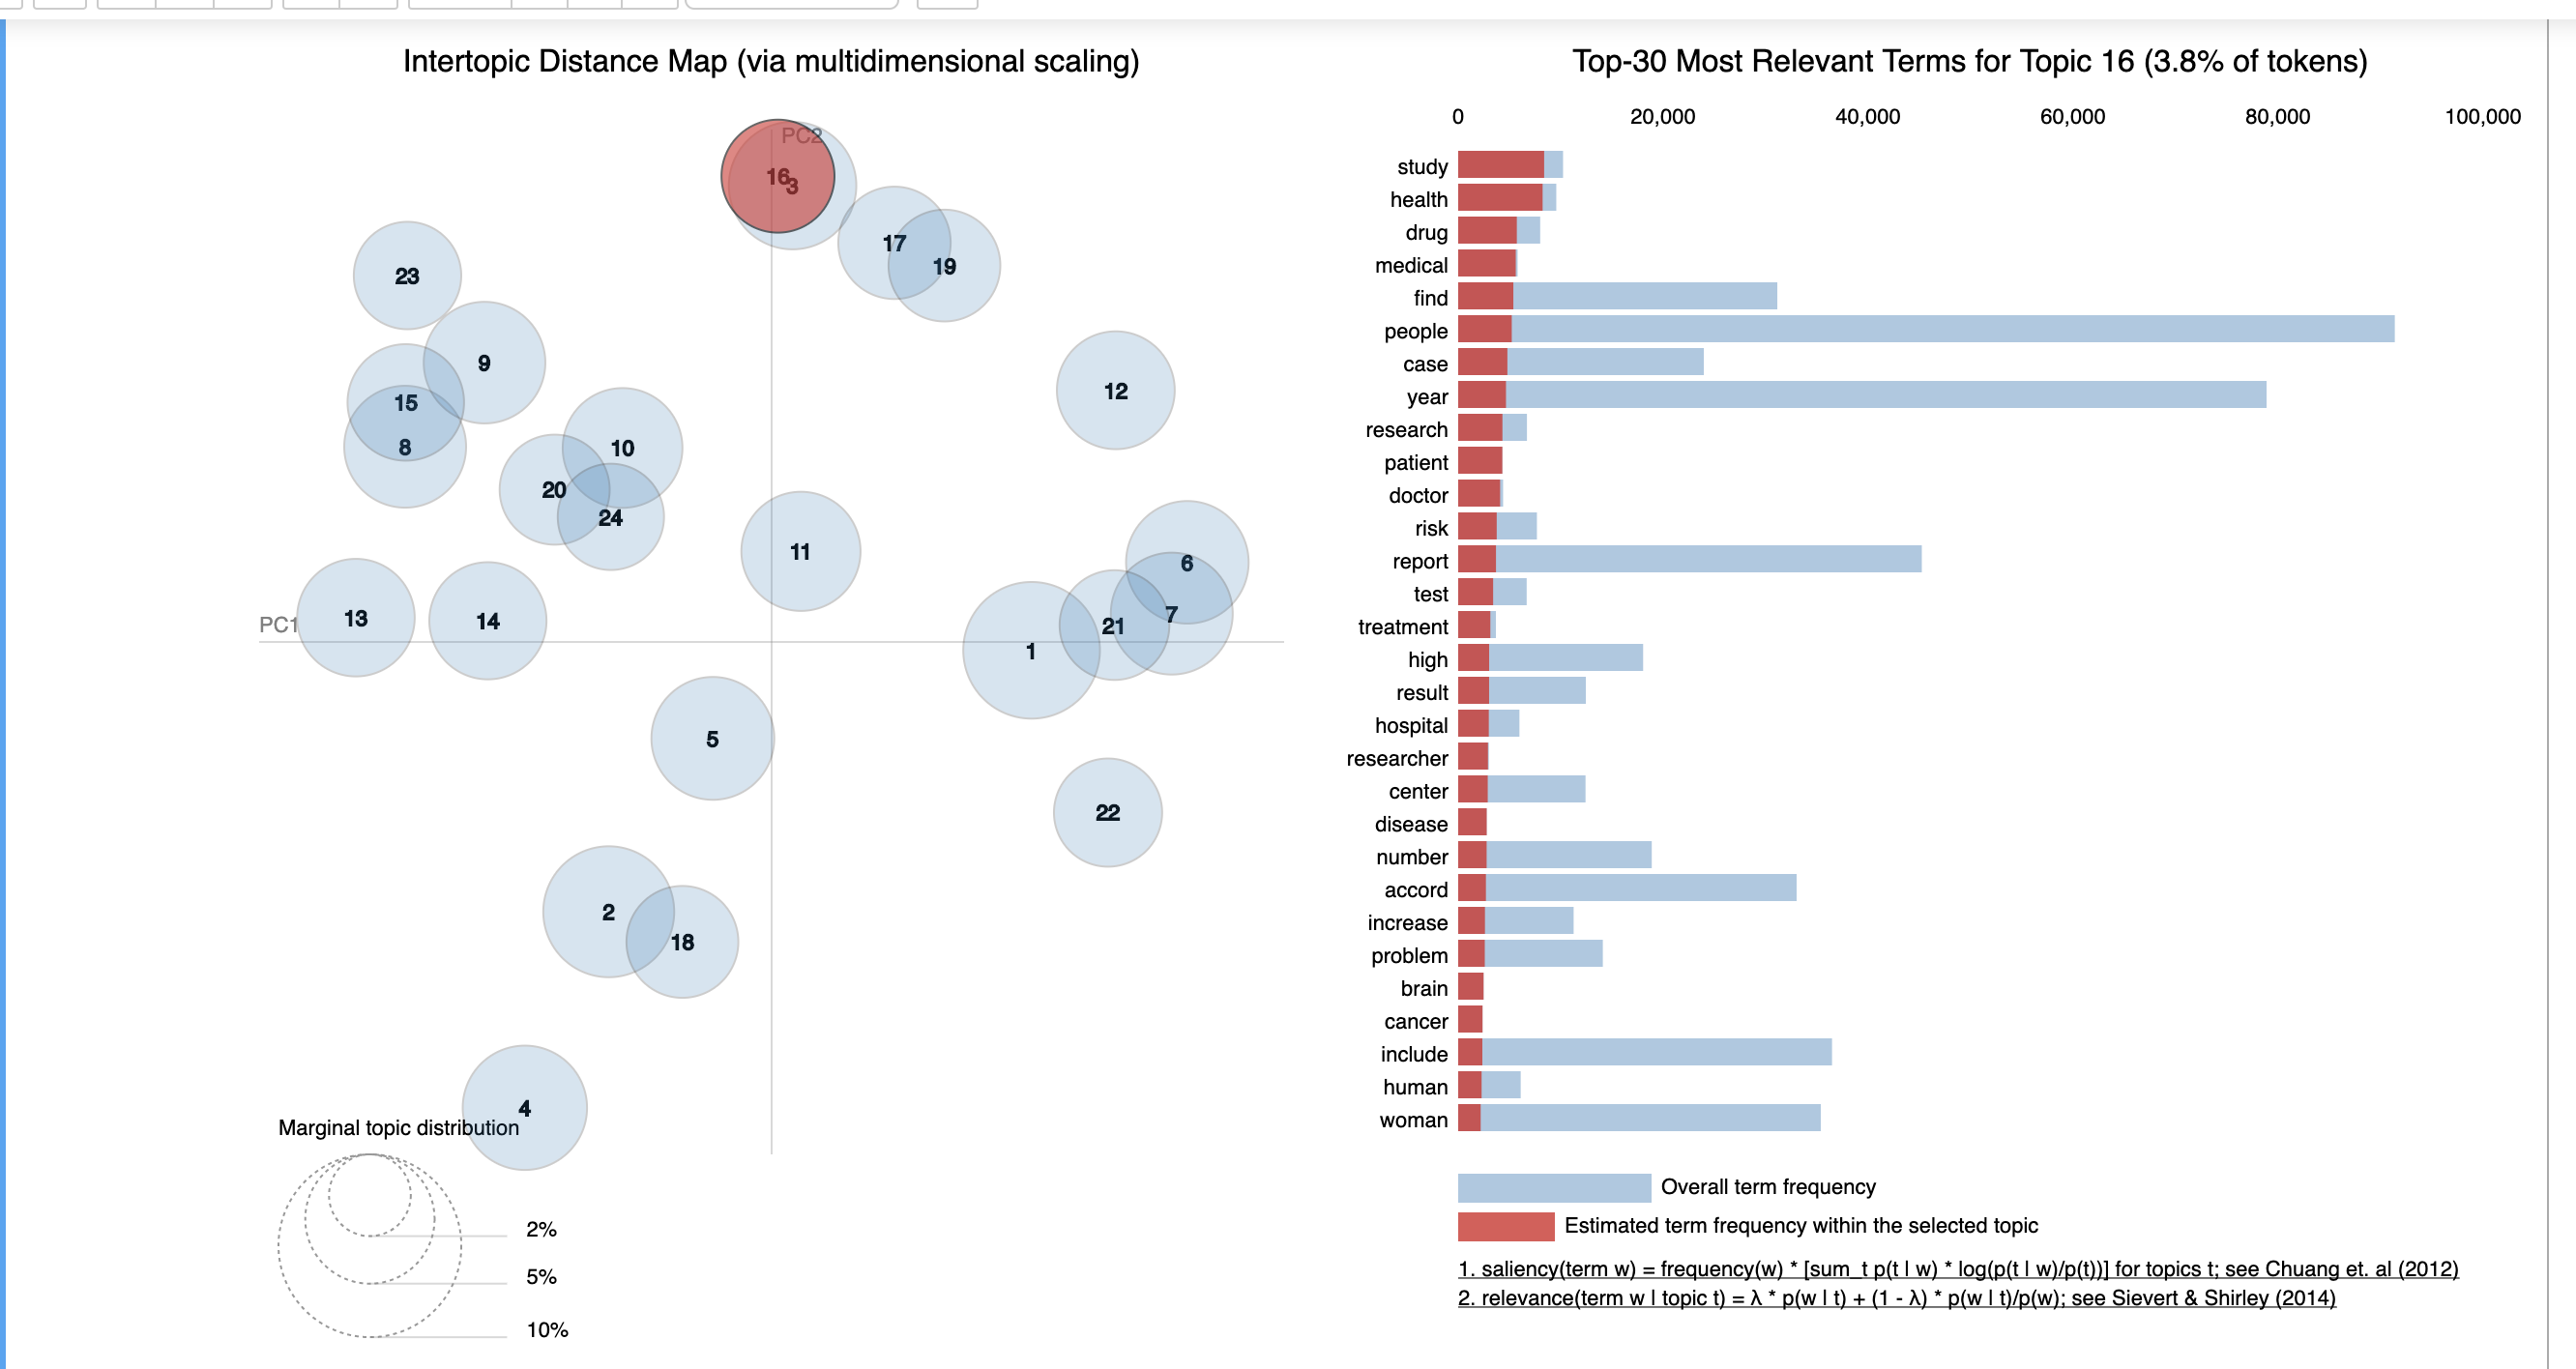 Intertopic Distance Map (via multidimensional scaling)
PC2
16
3
17
19
23
9
12
15
8
10
20
24
11
6
7
21
1
13
14
PC1
5
22
2
18
4
Marginal topic distribution
2%
5%
10%
Top-30 Most Relevant Terms for Topic 16 (3.8% of tokens)
0 20,000 40,000 60,000 80,000 100,000
study
health
drug
medical
find
people
case
year
research
patient
doctor
risk
report
test
treatment
high
result
hospital
researcher
center
disease
number
accord
increase
problem
brain
cancer
include
human
woman
Overall term frequency
Estimated term frequency within the selected topic
1. saliency(term w) = frequency(w) * [sum_t p(t | w) * log(p(t | w)/p(t))] for topics t; see Chuang et. al (2012)
2. relevance(term w | topic t) = λ * p(w | t) + (1 - λ) * p(w | t)/p(w); see Sievert & Shirley (2014)